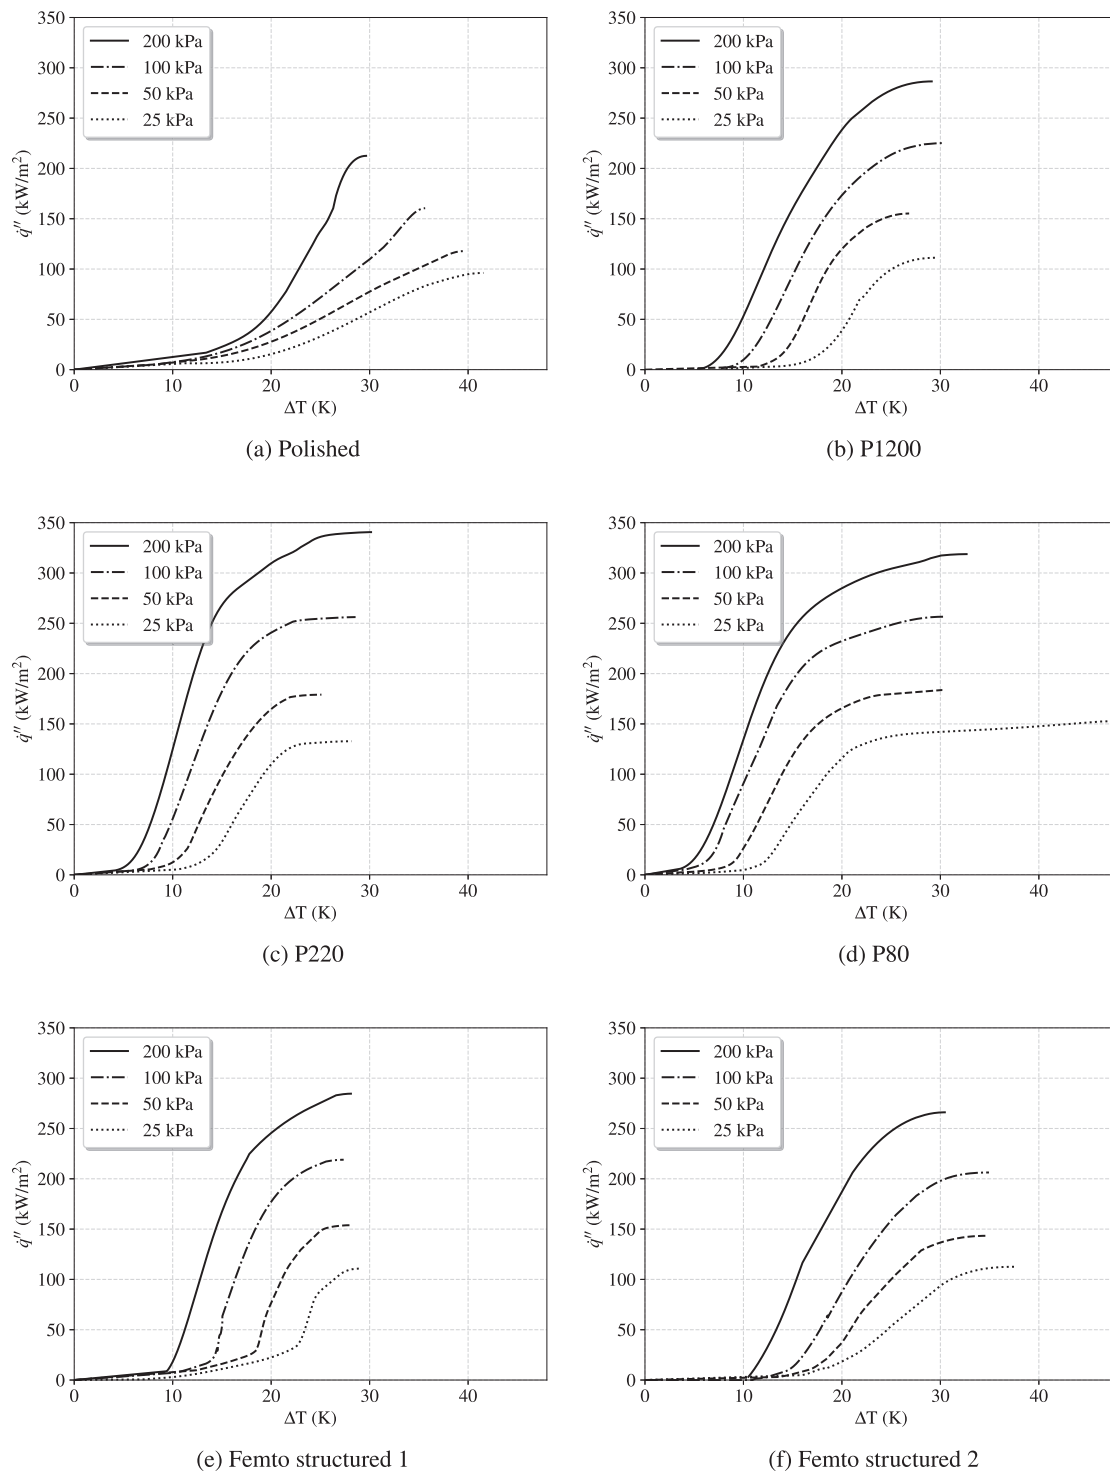 350
300
250
200
150
100
50
0
q̇″ (kW/m²)
200 kPa
100 kPa
50 kPa
25 kPa
0 10 20 30 40
ΔT (K)
(a) Polished
350
300
250
200
150
100
50
0
q̇″ (kW/m²)
200 kPa
100 kPa
50 kPa
25 kPa
0 10 20 30 40
ΔT (K)
(b) P1200
350
300
250
200
150
100
50
0
q̇″ (kW/m²)
200 kPa
100 kPa
50 kPa
25 kPa
0 10 20 30 40
ΔT (K)
(c) P220
350
300
250
200
150
100
50
0
q̇″ (kW/m²)
200 kPa
100 kPa
50 kPa
25 kPa
0 10 20 30 40
ΔT (K)
(d) P80
350
300
250
200
150
100
50
0
q̇″ (kW/m²)
200 kPa
100 kPa
50 kPa
25 kPa
0 10 20 30 40
ΔT (K)
(e) Femto structured 1
350
300
250
200
150
100
50
0
q̇″ (kW/m²)
200 kPa
100 kPa
50 kPa
25 kPa
0 10 20 30 40
ΔT (K)
(f) Femto structured 2